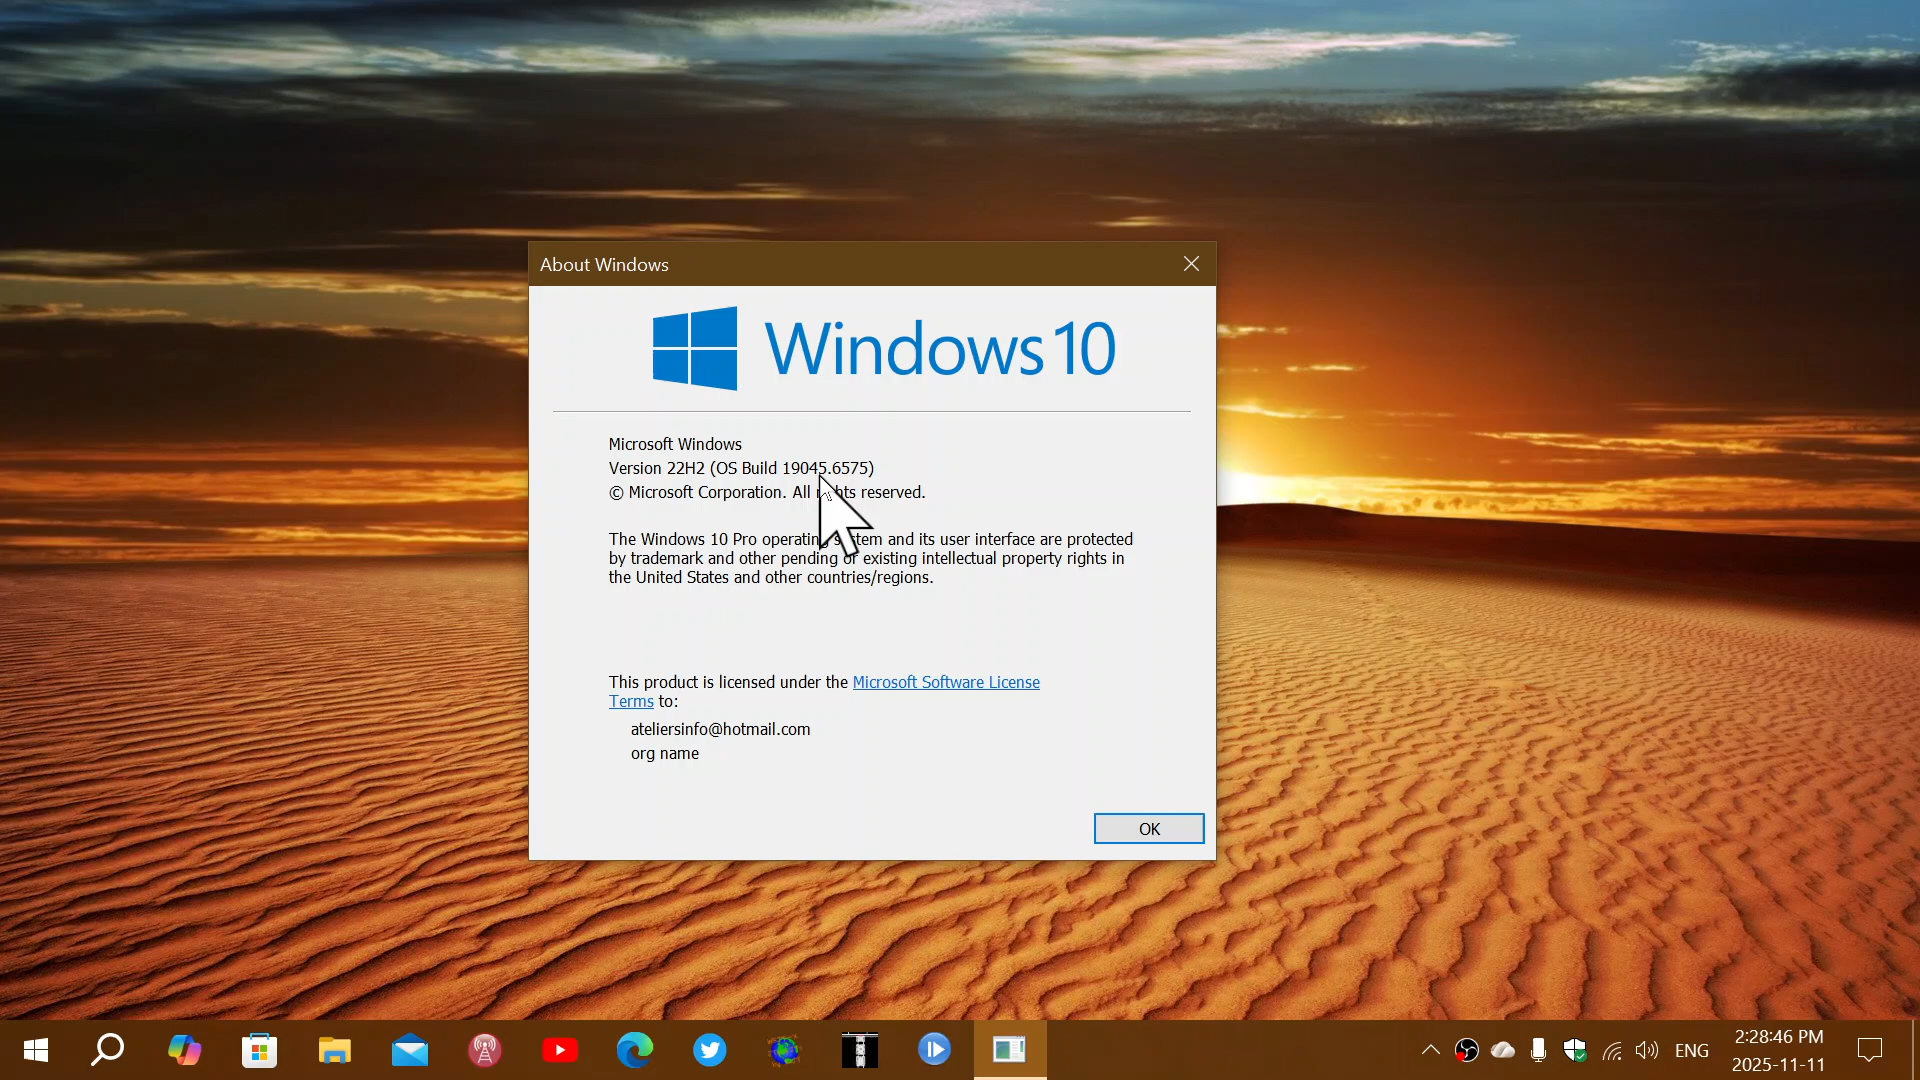 About Windows
Windows 10
Microsoft Windows
Version 22H2 (OS Build 19045.6575)
© Microsoft Corporation. All reserved.
The Windows 10 Pro operating and its user interface are protected
by trademark and other pending or existing intellectual property rights in
the United States and other countries/regions.
This product is licensed under the Microsoft Software License
Terms to:
ateliersinfo@hotmail.com
org name
OK
ENG
2:28:46 PM
2025-11-11